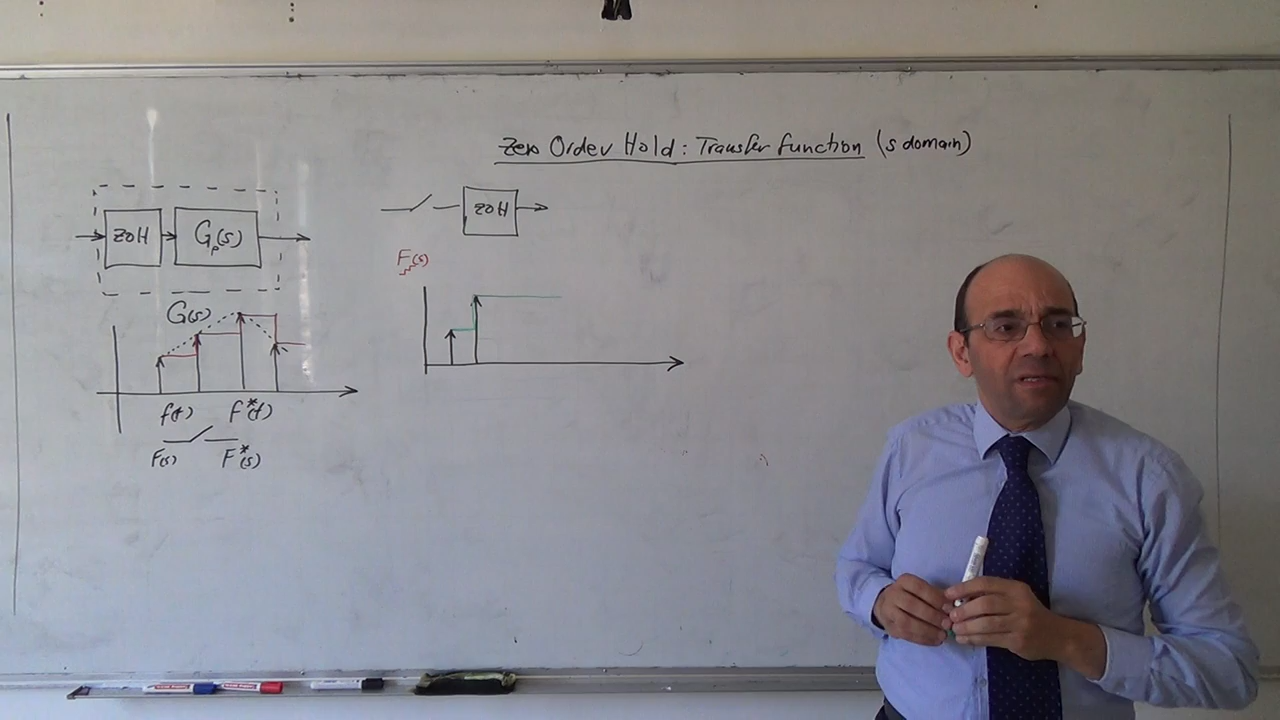 Zero Order Hold: Transfer function (s domain)
ZOH Gp(s)
G(s)
f(t) F*(t)
F(s) F*(s)
ZOH
F(s)